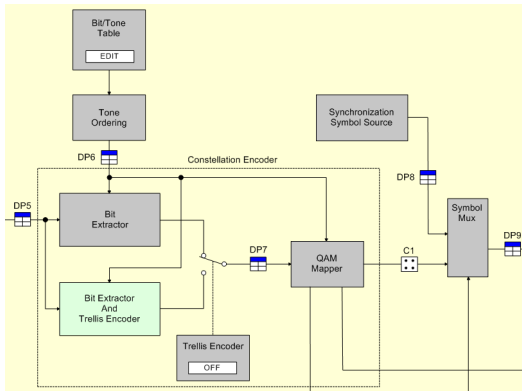 Bit/Tone
Table
EDIT
Tone
Ordering
Synchronization
Symbol Source
DP6
Constellation Encoder
DP8
DP5
Bit
Extractor
Symbol
Mux
DP9
DP7
QAM
Mapper
C1
Bit Extractor
And
Trellis Encoder
Trellis Encoder
OFF